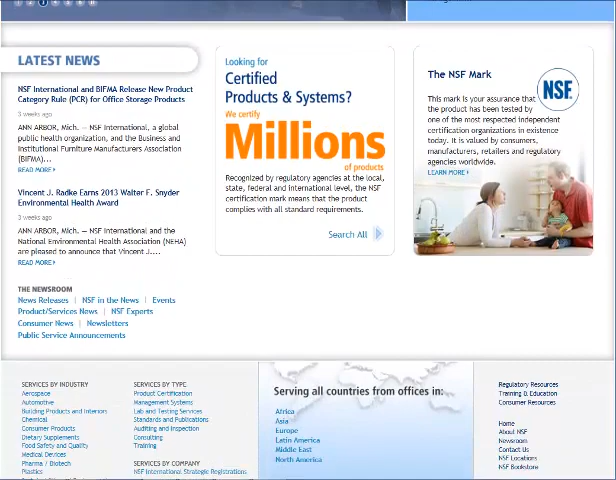 LATEST NEWS
NSF International and BIFMA Release New Product
Category Rule (PCR) for Office Storage Products
3 weeks ago
ANN ARBOR, Mich. — NSF International, a global
public health organization, and the Business and
Institutional Furniture Manufacturers Association
(BIFMA)...
READ MORE
Vincent J. Radke Earns 2013 Walter F. Snyder
Environmental Health Award
3 weeks ago
ANN ARBOR, Mich. — NSF International and the
National Environmental Health Association (NEHA)
are pleased to announce that Vincent J....
READ MORE
THE NEWSROOM
News Releases | NSF in the News | Events
Product/Services News | NSF Experts
Consumer News | Newsletters
Public Service Announcements
Looking for
Certified
Products & Systems?
We certify
Millions
of products
Recognized by regulatory agencies at the local,
state, federal and international level, the NSF
certification mark means that the product
complies with all standard requirements.
Search All
The NSF Mark
NSF
This mark is your assurance that
the product has been tested by
one of the most respected independent
certification organizations in existence
today. It is valued by consumers,
manufacturers, retailers and regulatory
agencies worldwide.
LEARN MORE
SERVICES BY INDUSTRY
Aerospace
Automotive
Building Products and Interiors
Chemical
Consumer Products
Dietary Supplements
Food Safety and Quality
Medical Devices
Pharma / Biotech
Plastics
SERVICES BY TYPE
Product Certification
Management Systems
Lab and Testing Services
Standards and Publications
Auditing and Inspection
Consulting
Training
SERVICES BY COMPANY
NSF International Strategic Registrations
Serving all countries from offices in:
Africa
Asia
Europe
Latin America
Middle East
North America
Regulatory Resources
Training & Education
Consumer Resources
Home
About NSF
Newsroom
Contact Us
NSF Locations
NSF Bookstore